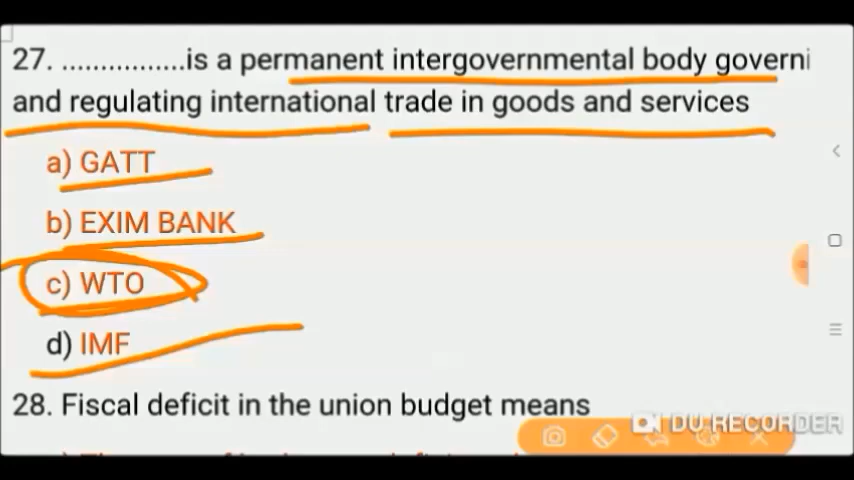 27. ................is a permanent intergovernmental body governi
and regulating international trade in goods and services
a) GATT
b) EXIM BANK
c) WTO
d) IMF
28. Fiscal deficit in the union budget means
DU RECORDER